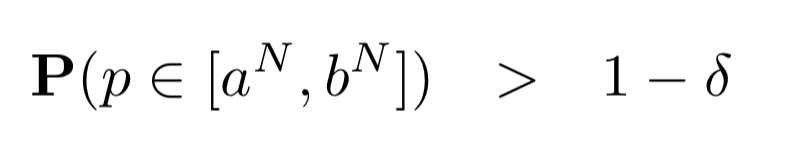 P(p ∈ [a^N, b^N]) > 1 − δ